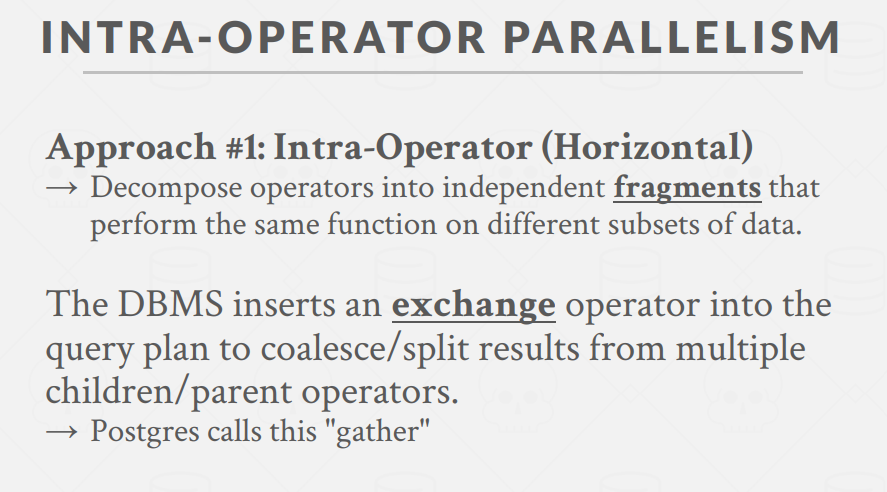 INTRA-OPERATOR PARALLELISM
Approach #1: Intra-Operator (Horizontal)
→ Decompose operators into independent fragments that
perform the same function on different subsets of data.
The DBMS inserts an exchange operator into the
query plan to coalesce/split results from multiple
children/parent operators.
→ Postgres calls this "gather"